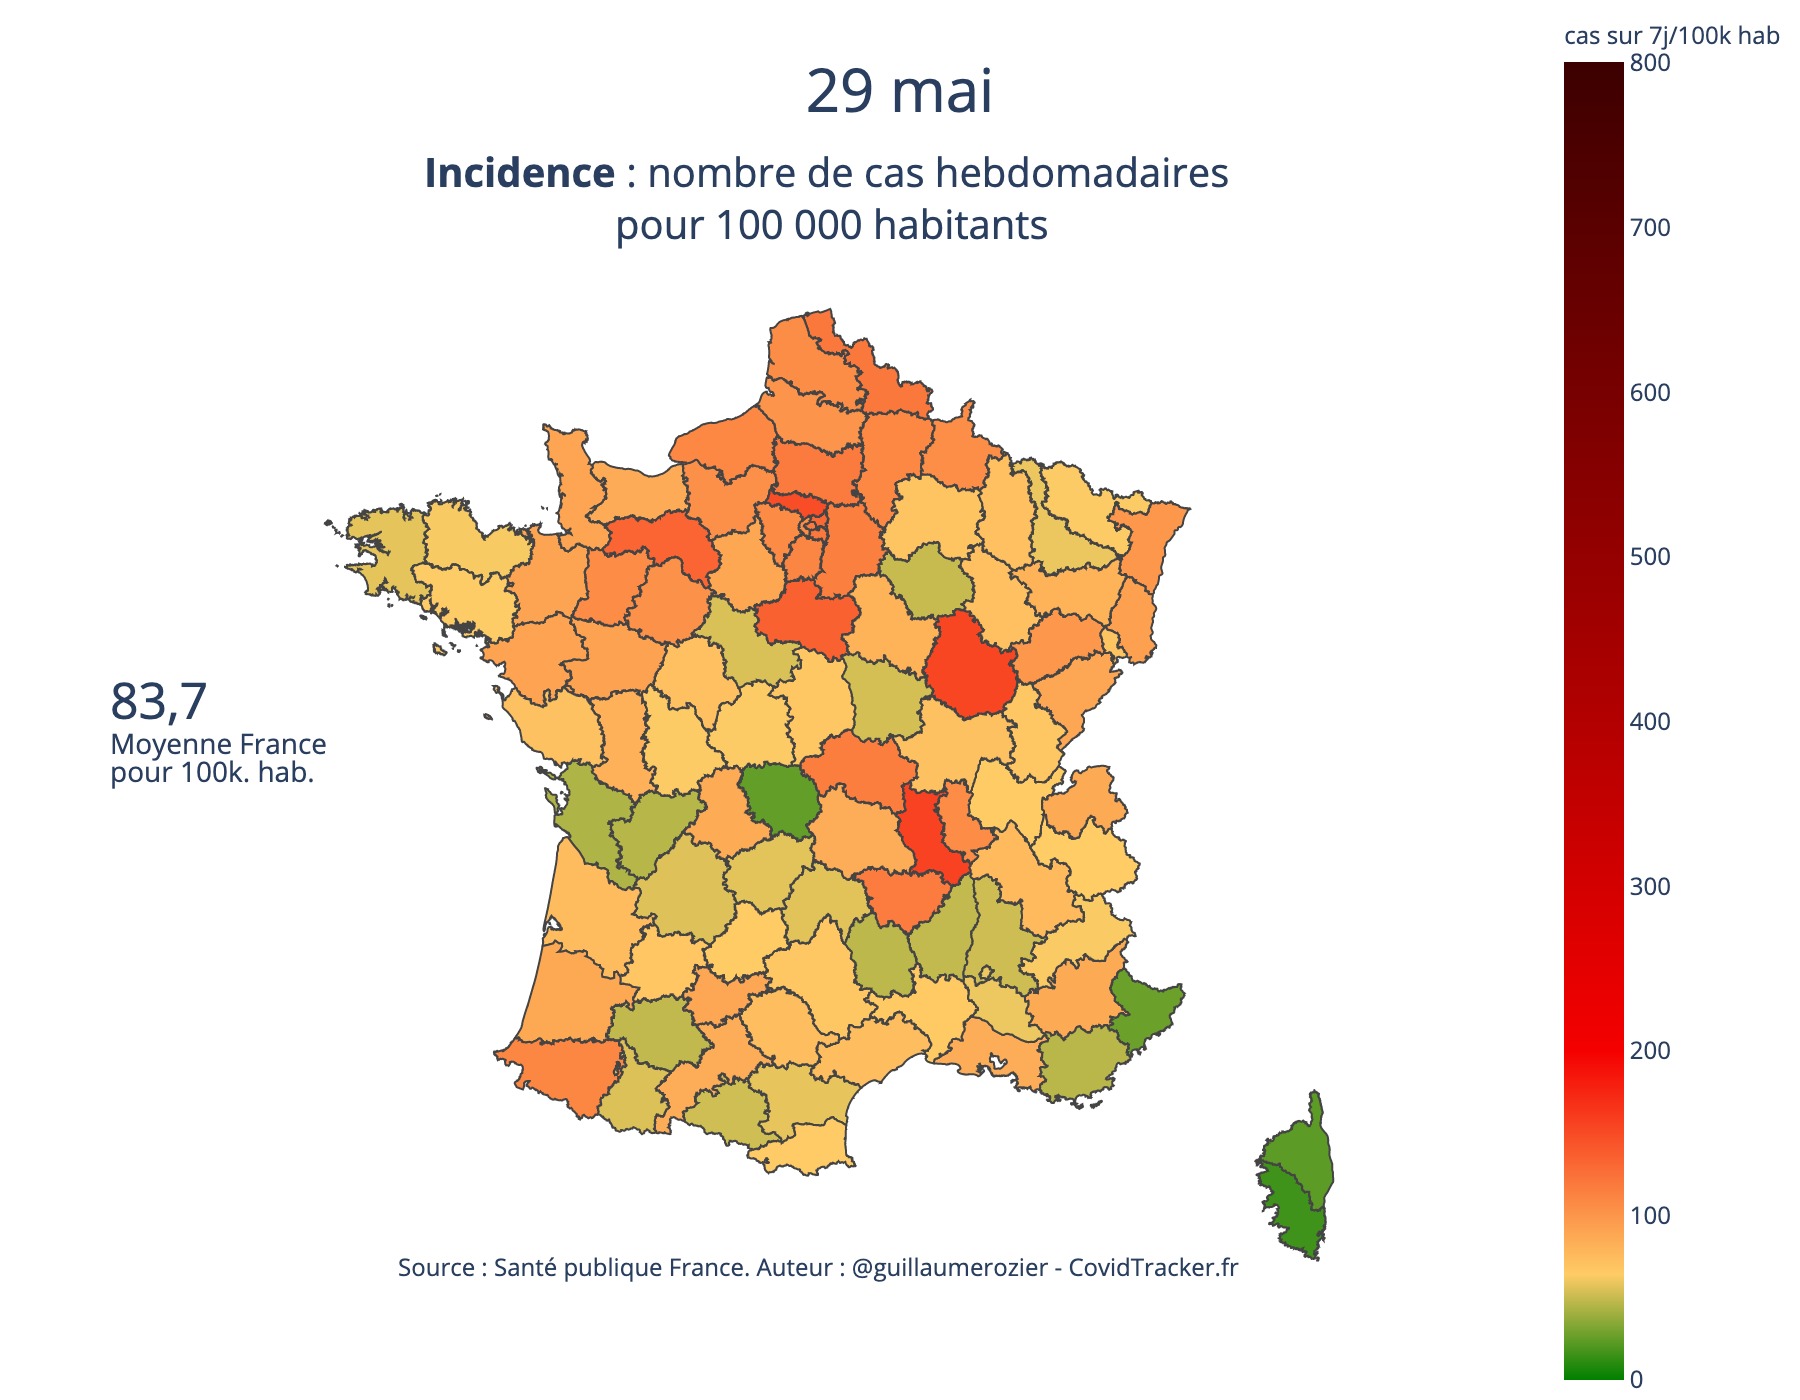 cas sur 7j/100k hab
29 mai
Incidence : nombre de cas hebdomadaires
pour 100 000 habitants
800
700
600
500
400
300
200
100
0
83,7
Moyenne France
pour 100k. hab.
Source : Santé publique France. Auteur : @guillaumerozier - CovidTracker.fr